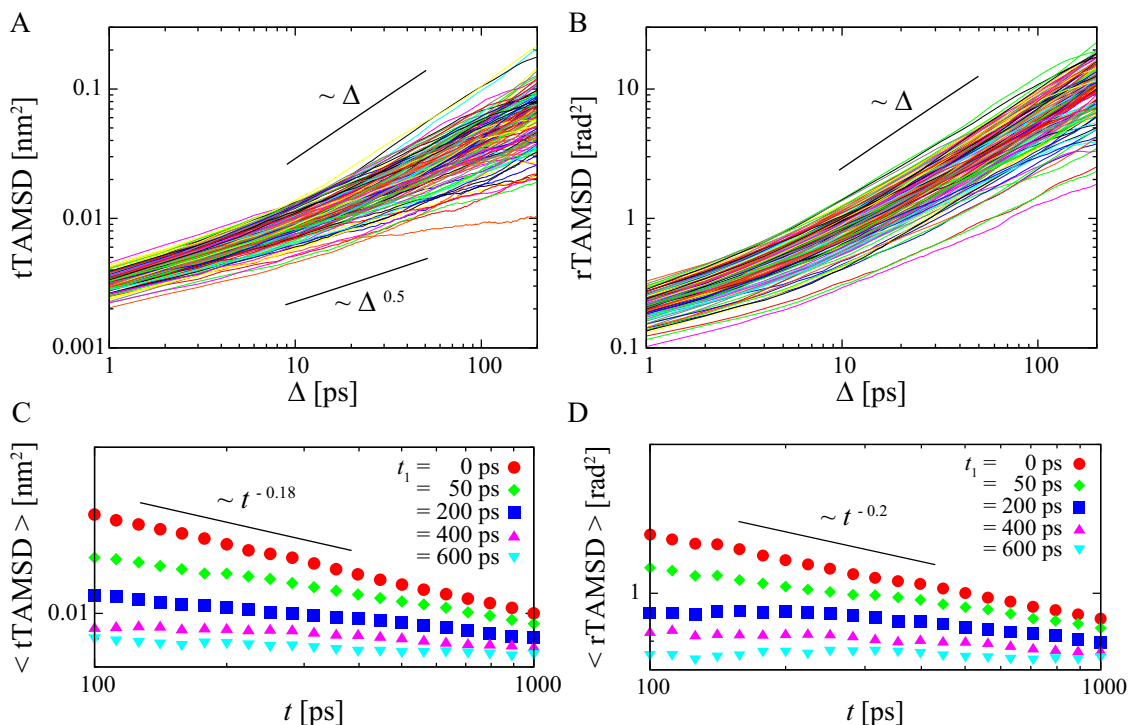 A
tTAMSD [nm²]
0.1
0.01
0.001
~ Δ
~ Δ 0.5
1
10
100
Δ [ps]
B
rTAMSD [rad²]
10
1
0.1
~ Δ
1
10
100
Δ [ps]
C
< tTAMSD > [nm²]
0.01
~ t - 0.18
t₁ = 0 ps
= 50 ps
= 200 ps
= 400 ps
= 600 ps
100
1000
t [ps]
D
< rTAMSD > [rad²]
1
~ t - 0.2
t₁ = 0 ps
= 50 ps
= 200 ps
= 400 ps
= 600 ps
100
1000
t [ps]